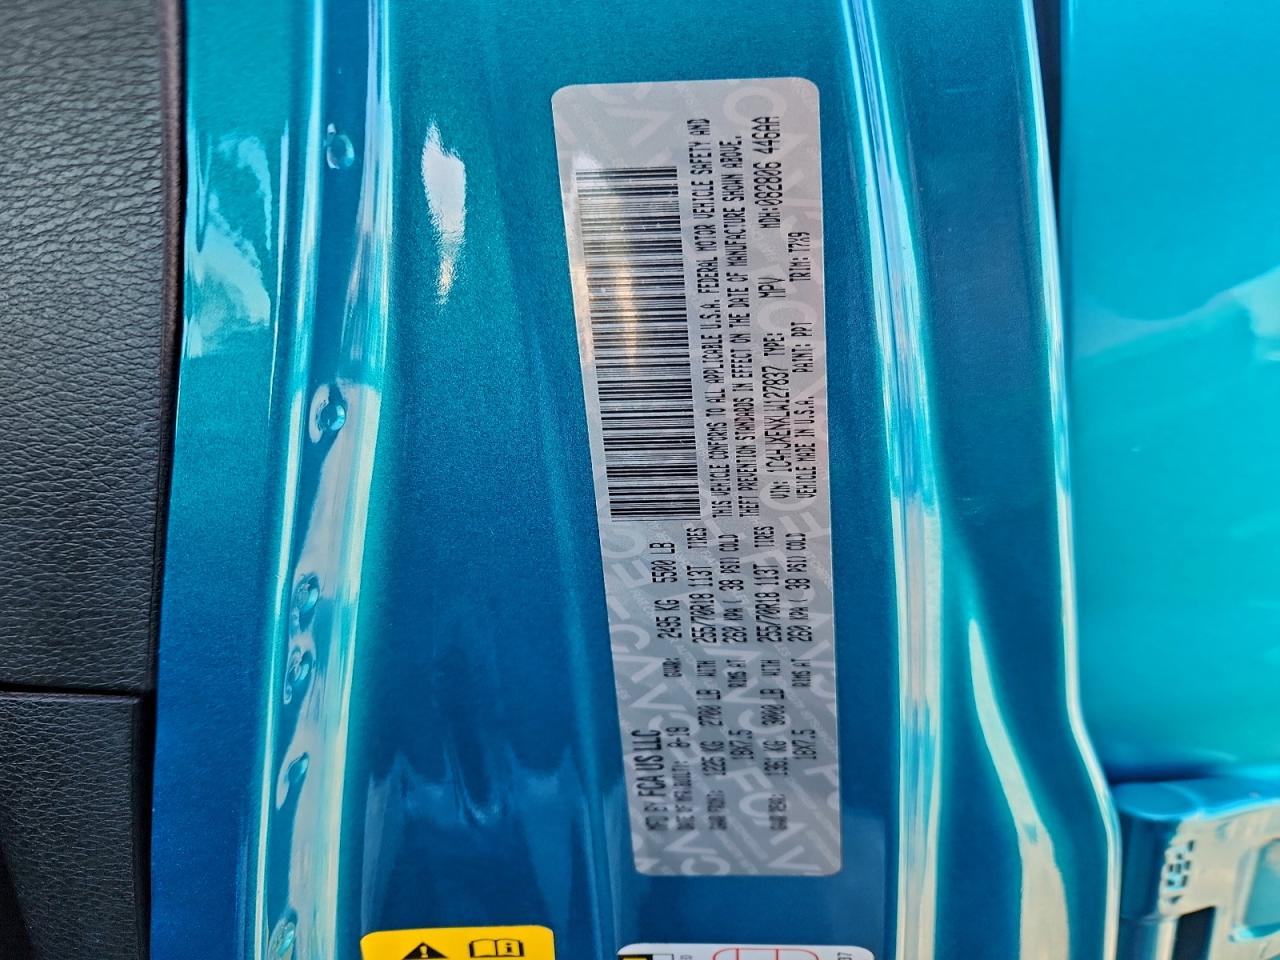 MFD BY FCA US LLC
DATE OF MFR.(BUILT): 8-19 GVWR: 2495 KG 5500 LB
GAWR FRONT: 1225 KG 2700 LB WITH 255/70R18 113T TIRES
18X7.5 RIMS AT 260 KPA ( 38 PSI) COLD
GAWR REAR: 1361 KG 3000 LB WITH 255/70R18 113T TIRES
18X7.5 RIMS AT 260 KPA ( 38 PSI) COLD
THIS VEHICLE CONFORMS TO ALL APPLICABLE U.S.A. FEDERAL MOTOR VEHICLE SAFETY AND
THEFT PREVENTION STANDARDS IN EFFECT ON THE DATE OF MANUFACTURE SHOWN ABOVE.
VIN: 1C4HJXENXLW127837 TYPE: MPV MDH:082806 446AA
VEHICLE MADE IN U.S.A. PAINT: PPT TRIM: T7X9